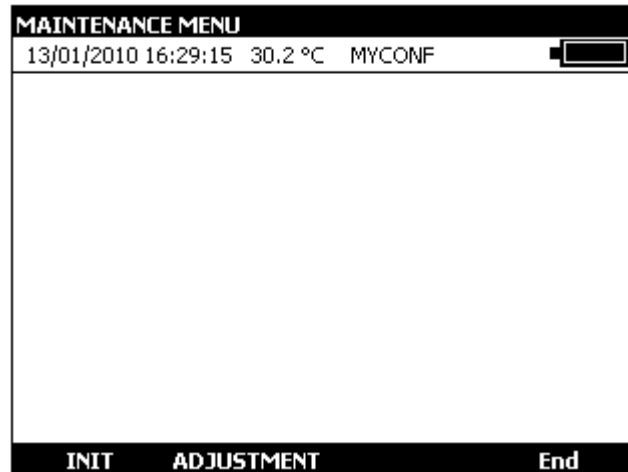 MAINTENANCE MENU
13/01/2010 16:29:15 30.2 °C MYCONF
INIT ADJUSTMENT End